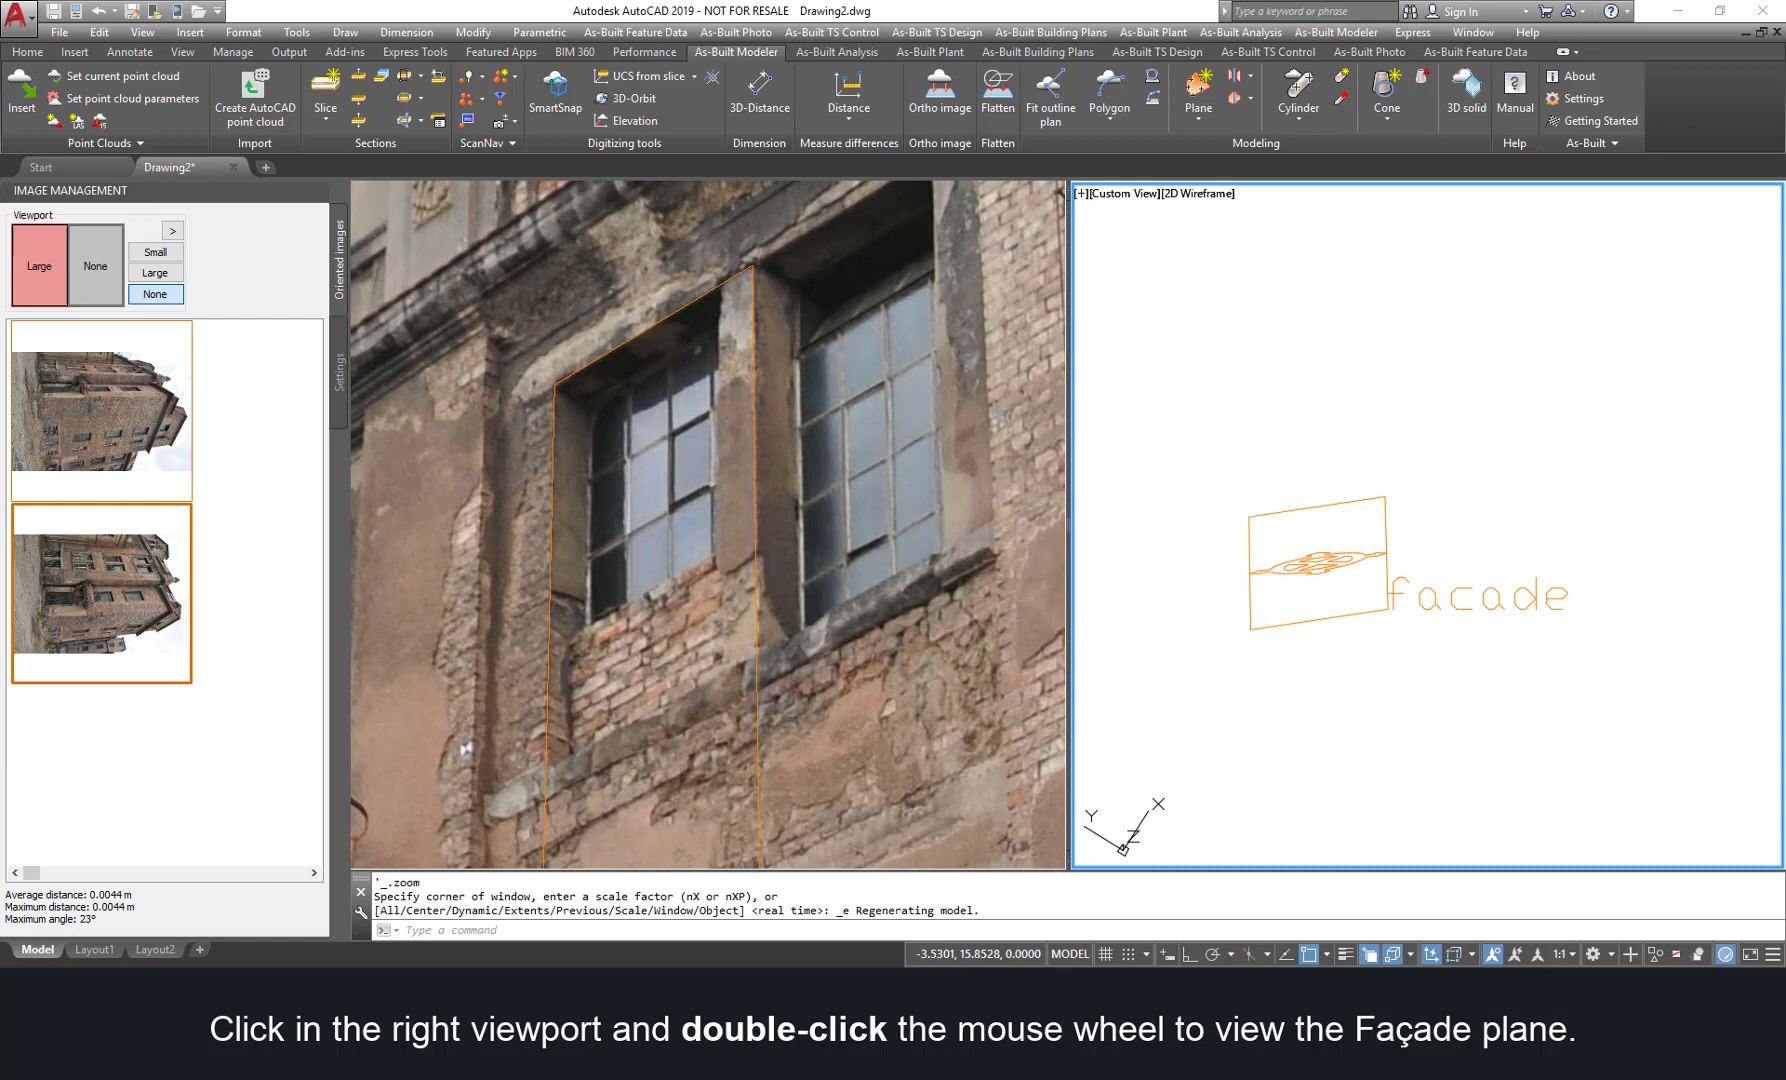 Autodesk AutoCAD 2019 - NOT FOR RESALE Drawing2.dwg
Type a keyword or phrase
Sign In
File Edit View Insert Format Tools Draw Dimension Modify Parametric As-Built Feature Data As-Built Photo As-Built TS Control As-Built TS Design As-Built Building Plans As-Built Plant As-Built Analysis As-Built Modeler Express Window Help
Home Insert Annotate View Manage Output Add-ins Express Tools Featured Apps BIM 360 Performance As-Built Modeler As-Built Analysis As-Built Plant As-Built Building Plans As-Built TS Design As-Built TS Control As-Built Photo As-Built Feature Data
Insert
Set current point cloud
Set point cloud parameters
Point Clouds
Create AutoCAD
point cloud
Import
Slice
Sections
ScanNav
SmartSnap
UCS from slice
3D-Orbit
Elevation
Digitizing tools
3D-Distance
Dimension
Distance
Measure differences
Ortho image
Ortho image
Flatten
Flatten
Fit outline
plan
Polygon
Plane
Cylinder
Cone
3D solid
Modeling
Manual
Help
About
Settings
Getting Started
As-Built
Start
Drawing2*
IMAGE MANAGEMENT
Viewport
Large
None
>
Small
Large
None
Oriented images
Settings
Average distance: 0.0044 m
Maximum distance: 0.0044 m
Maximum angle: 23°
[+][Custom View][2D Wireframe]
facade
Y
X
Z
'_.zoom
Specify corner of window, enter a scale factor (nX or nXP), or
[All/Center/Dynamic/Extents/Previous/Scale/Window/Object] <real time>: _e Regenerating model.
Type a command
Model Layout1 Layout2
-3.5301, 15.8528, 0.0000 MODEL
1:1
Click in the right viewport and double-click the mouse wheel to view the Façade plane.